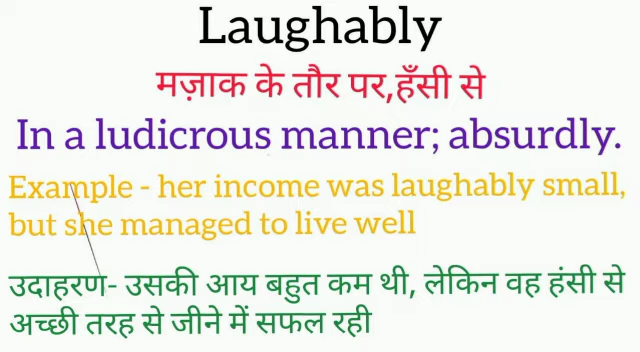 Laughably
मज़ाक के तौर पर,हँसी से
In a ludicrous manner; absurdly.
Example - her income was laughably small,
but she managed to live well
उदाहरण- उसकी आय बहुत कम थी, लेकिन वह हंसी से
अच्छी तरह से जीने में सफल रही